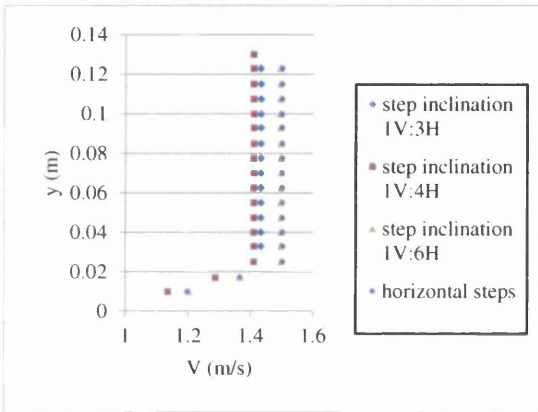 0.14
0.12
0.1
0.08
0.06
0.04
0.02
0
y (m)
1 1.2 1.4 1.6
V (m/s)
step inclination
1V:3H
step inclination
1V:4H
step inclination
1V:6H
horizontal steps